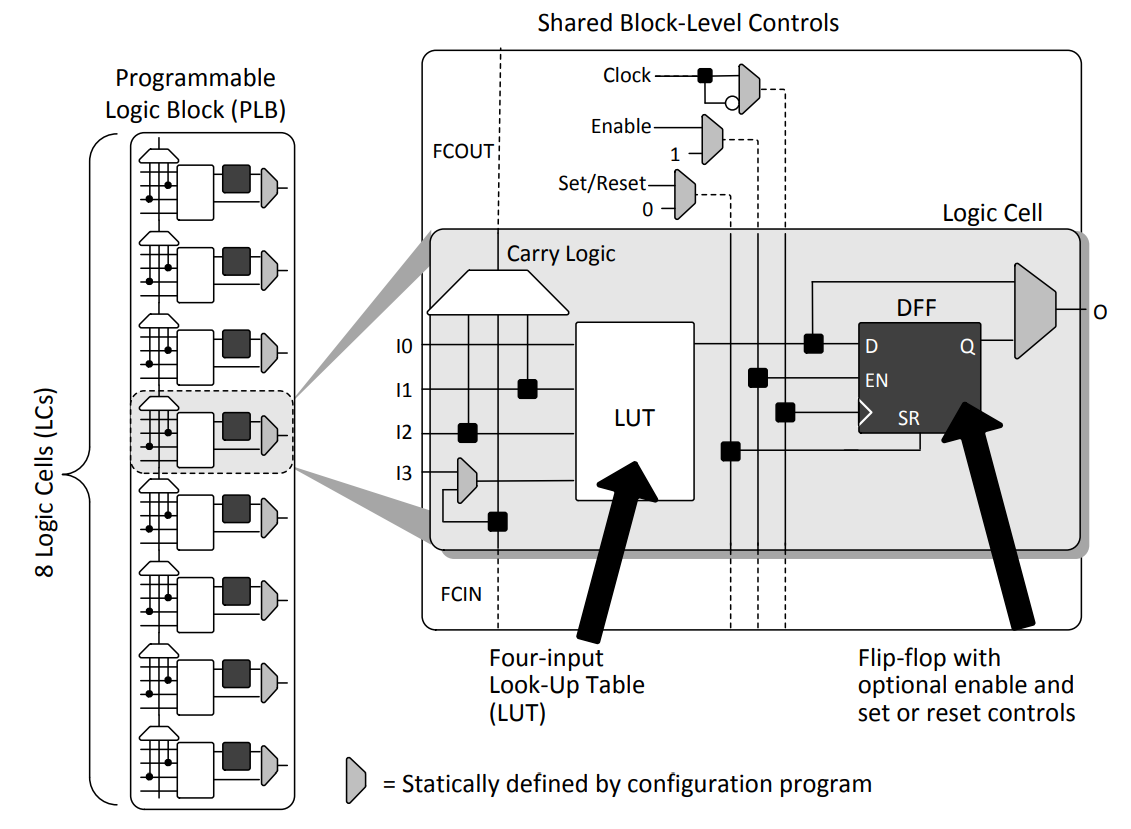 Shared Block-Level Controls
Programmable
Logic Block (PLB)
8 Logic Cells (LCs)
Clock
Enable
1
Set/Reset
0
FCOUT
Logic Cell
Carry Logic
I0
I1
I2
I3
LUT
DFF
D
Q
EN
SR
O
FCIN
Four-input
Look-Up Table
(LUT)
Flip-flop with
optional enable and
set or reset controls
= Statically defined by configuration program